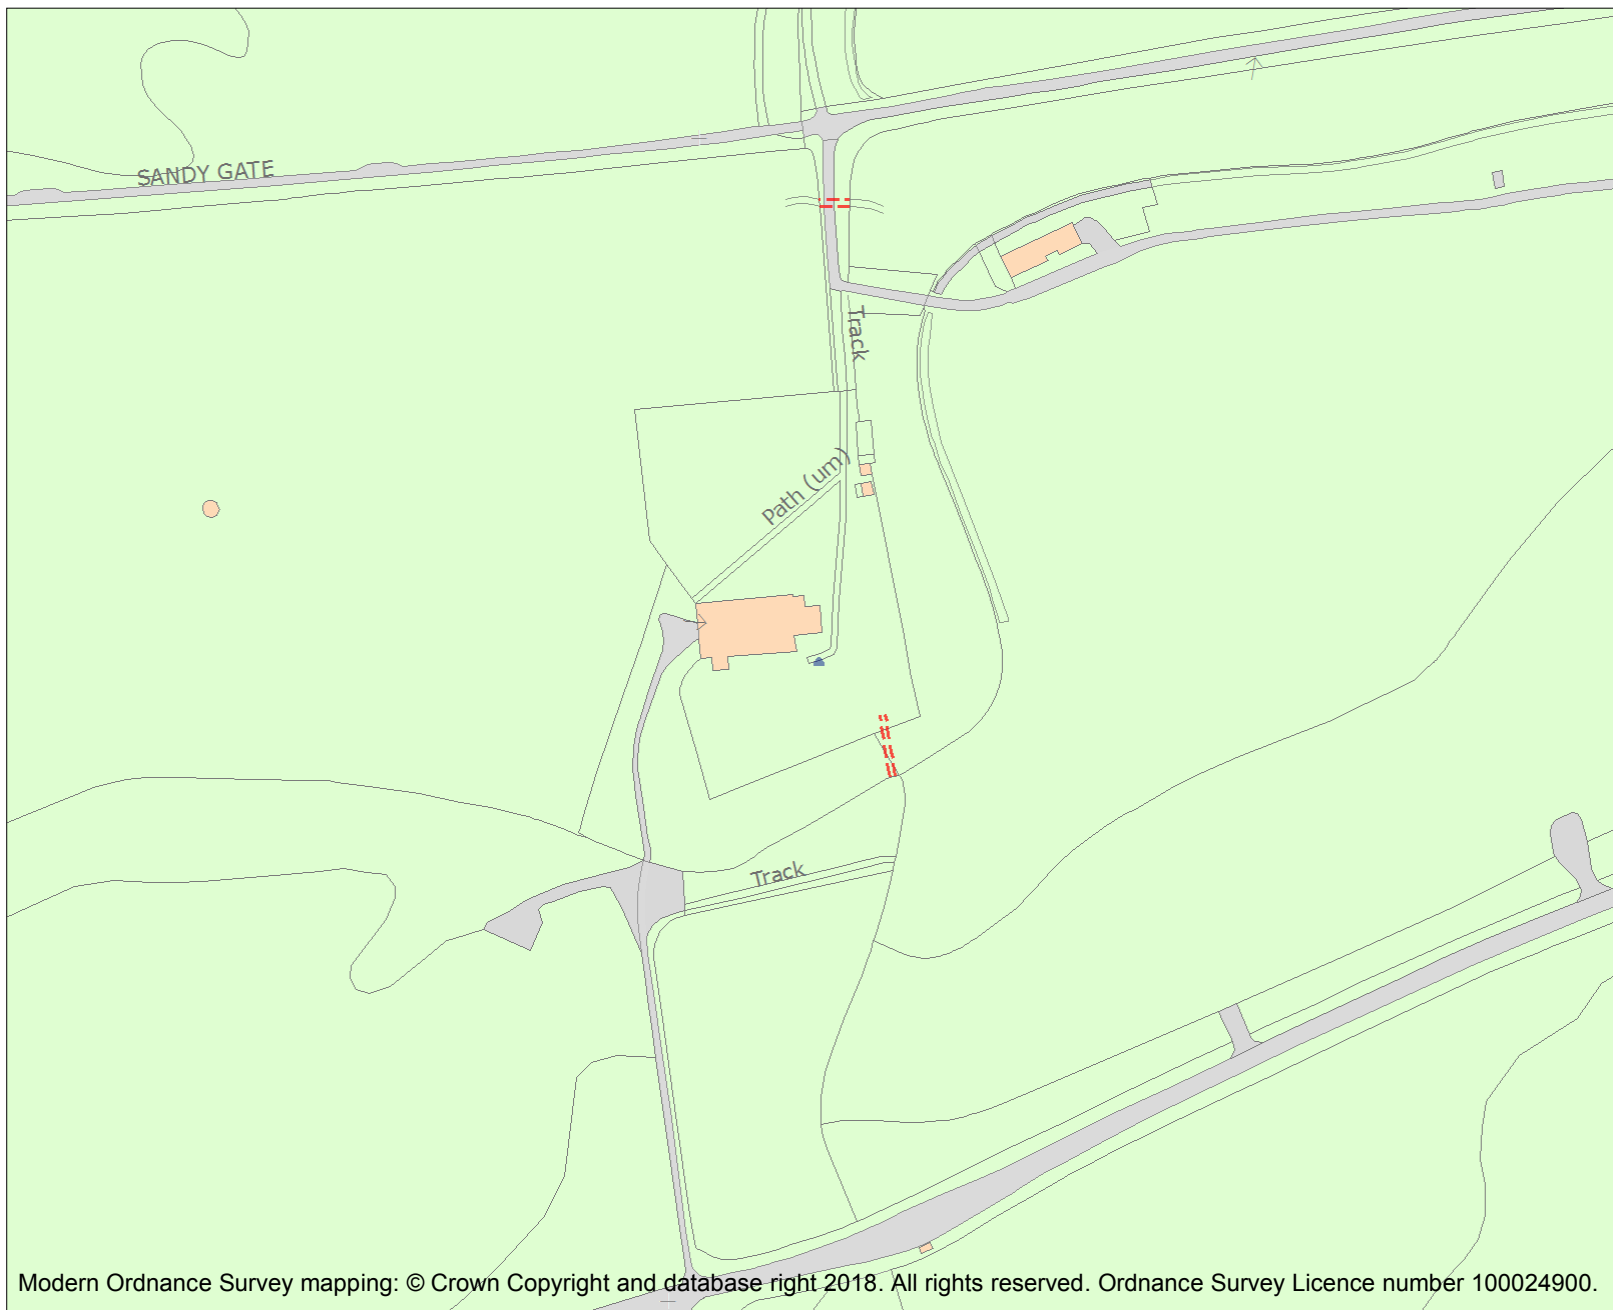 SANDY GATE
Track
Path (um)
Track
Modern Ordnance Survey mapping: © Crown Copyright and database right 2018. All rights reserved. Ordnance Survey Licence number 100024900.